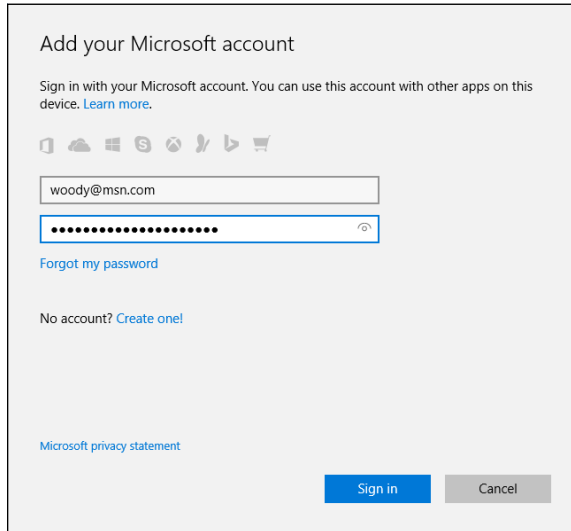 Add your Microsoft account
Sign in with your Microsoft account. You can use this account with other apps on this
device. Learn more.
woody@msn.com
●●●●●●●●●●●●●●●●●●●●●
Forgot my password
No account? Create one!
Microsoft privacy statement
Sign in Cancel